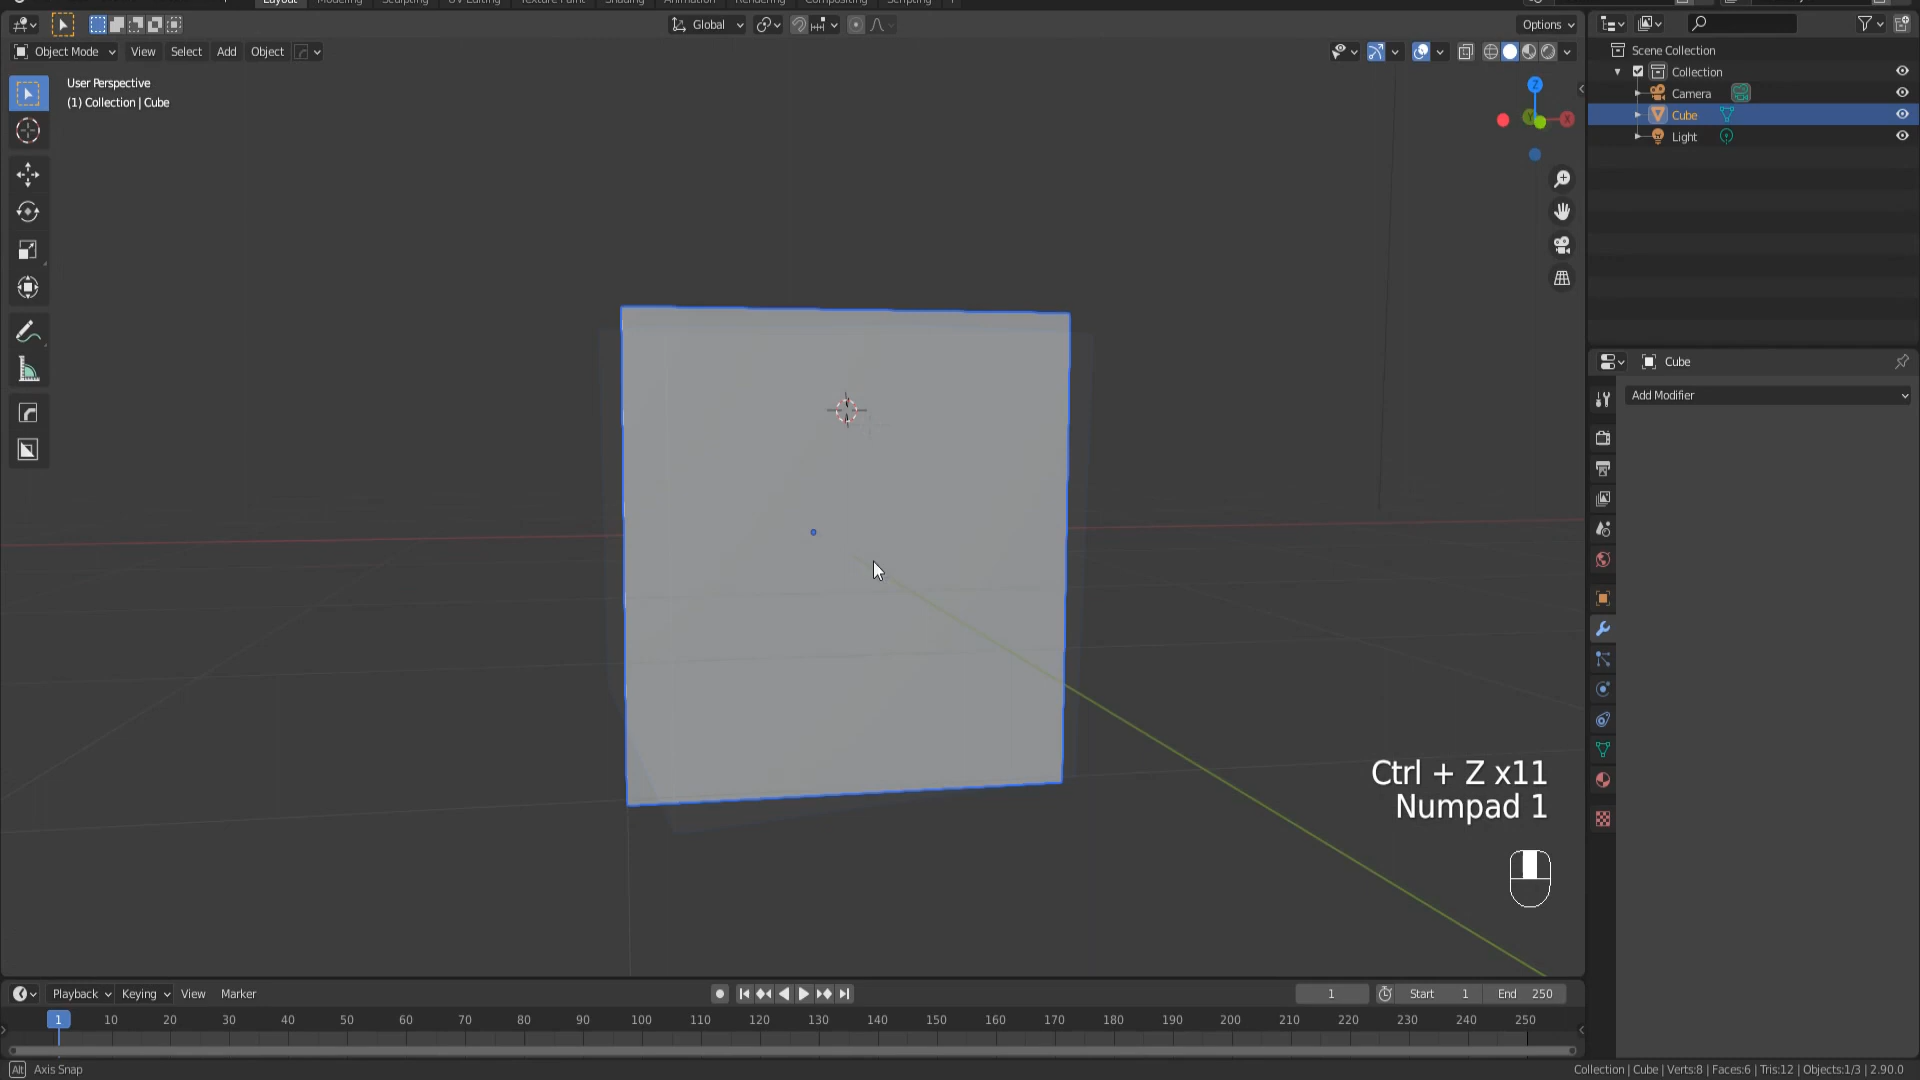 Layout Modeling Sculpting UV Editing Texture Paint Shading Animation Rendering Compositing Scripting
Global
Options
Object Mode View Select Add Object
User Perspective
(1) Collection | Cube
Z
X
Y
Scene Collection
Collection
Camera
Cube
Light
Cube
Add Modifier
Ctrl + Z x11
Numpad 1
Playback Keying View Marker
1 Start 1 End 250
1 10 20 30 40 50 60 70 80 90 100 110 120 130 140 150 160 170 180 190 200 210 220 230 240 250
Alt Axis Snap
Collection | Cube | Verts:8 | Faces:6 | Tris:12 | Objects:1/3 | 2.90.0